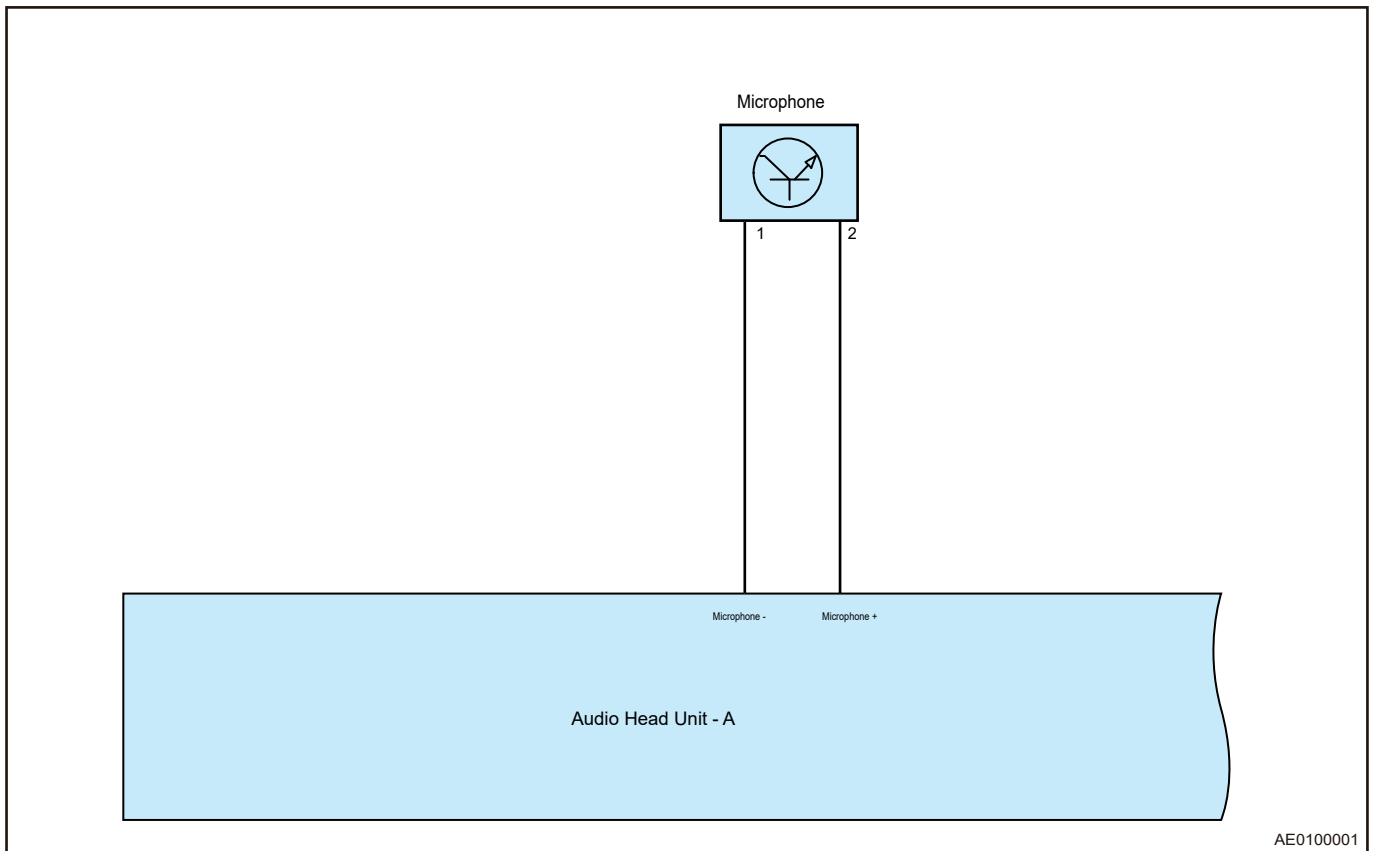 Microphone
1
2
Microphone -
Microphone +
Audio Head Unit - A
AE0100001